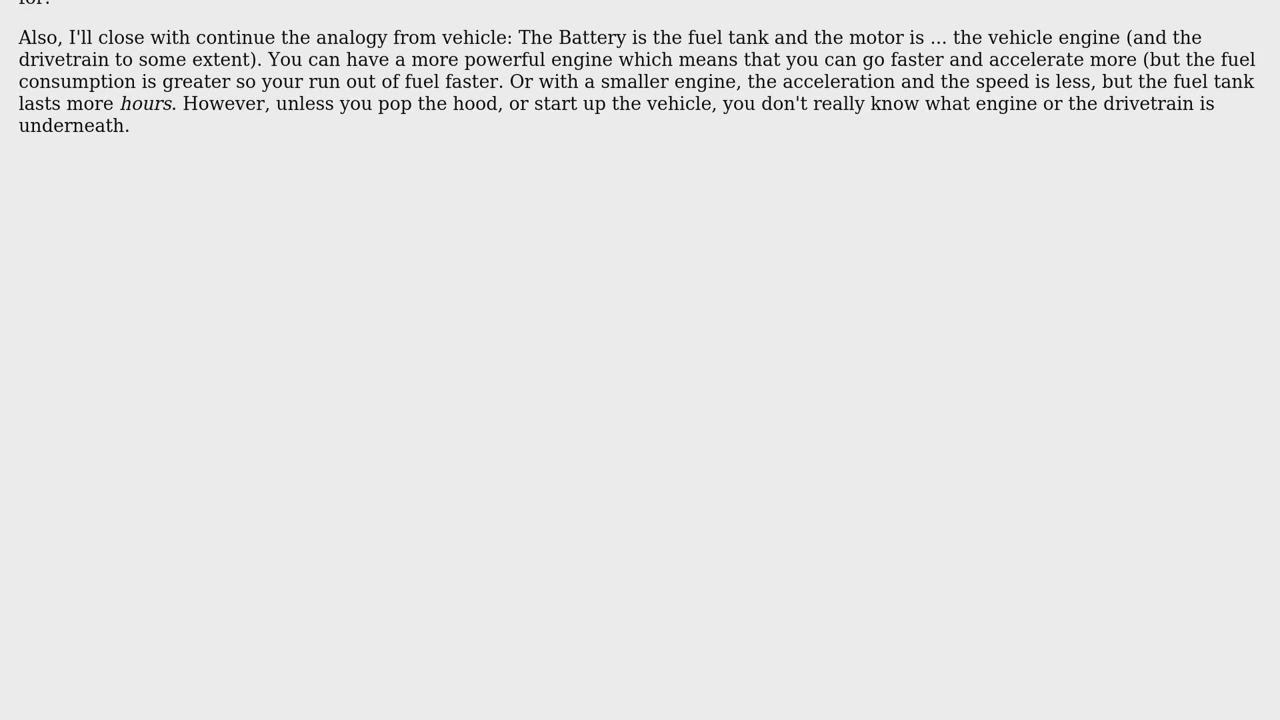 for.
Also, I'll close with continue the analogy from vehicle: The Battery is the fuel tank and the motor is ... the vehicle engine (and the
drivetrain to some extent). You can have a more powerful engine which means that you can go faster and accelerate more (but the fuel
consumption is greater so your run out of fuel faster. Or with a smaller engine, the acceleration and the speed is less, but the fuel tank
lasts more hours. However, unless you pop the hood, or start up the vehicle, you don't really know what engine or the drivetrain is
underneath.